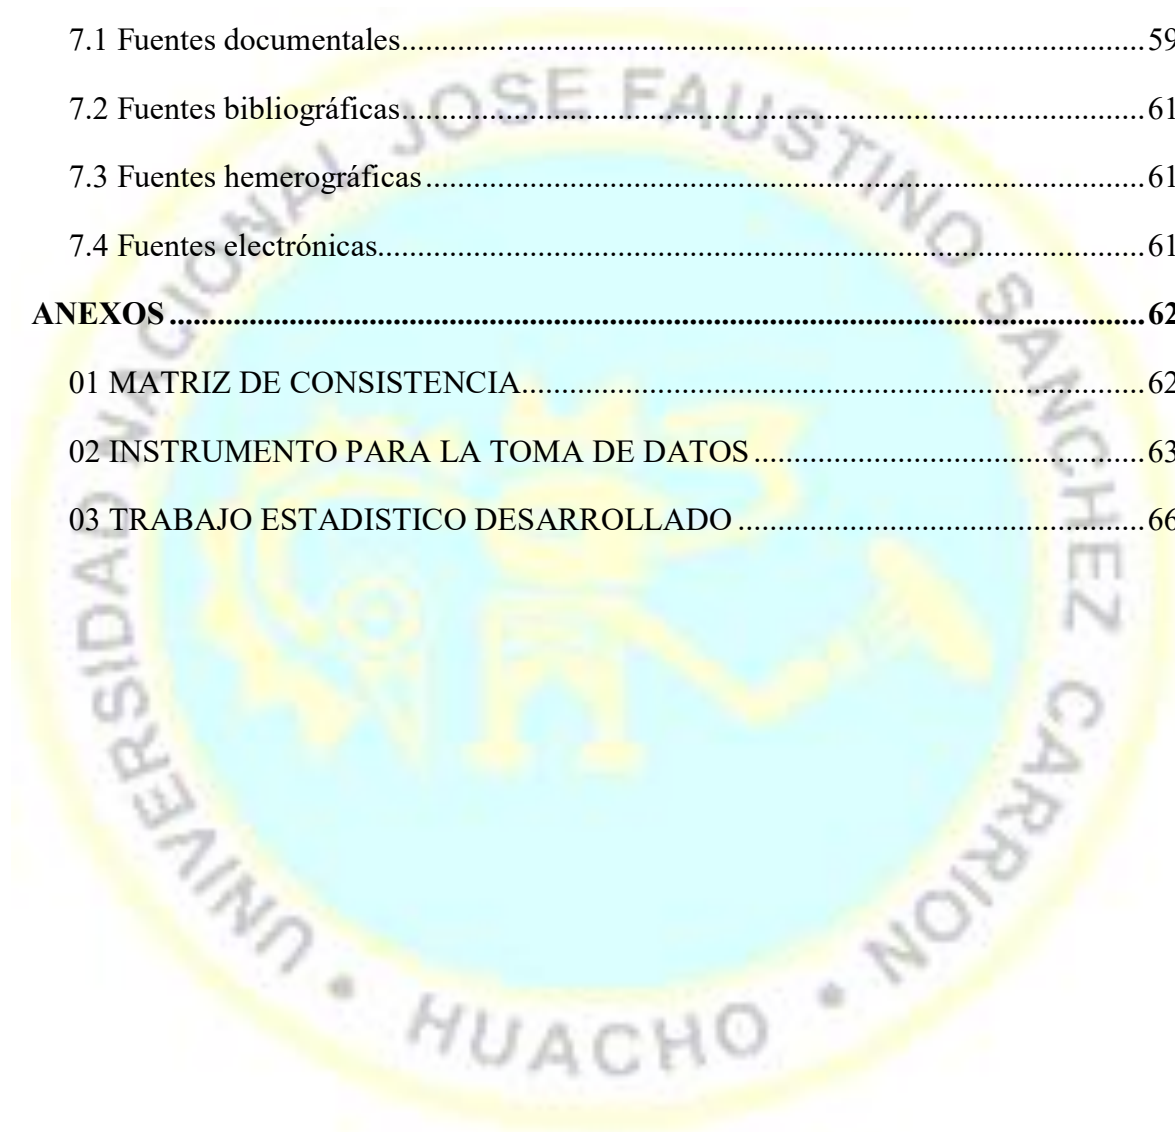 7.1 Fuentes documentales....................59
7.2 Fuentes bibliográficas....................61
7.3 Fuentes hemerográficas....................61
7.4 Fuentes electrónicas....................61
ANEXOS....................62
01 MATRIZ DE CONSISTENCIA....................62
02 INSTRUMENTO PARA LA TOMA DE DATOS....................63
03 TRABAJO ESTADISTICO DESARROLLADO....................66
UNIVERSIDAD NACIONAL JOSE FAUSTINO SANCHEZ CARRION • HUACHO •